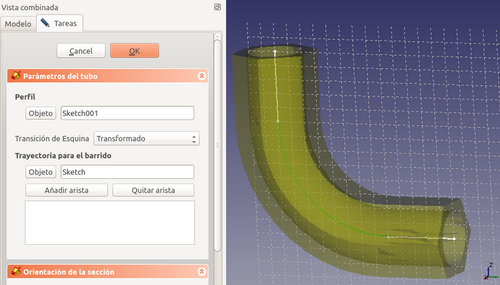 Vista combinada
Modelo Tareas
Cancel OK
Parámetros del tubo
Perfil
Objeto Sketch001
Transición de Esquina Transformado
Trayectoria para el barrido
Objeto Sketch
Añadir arista Quitar arista
Orientación de la sección
Z